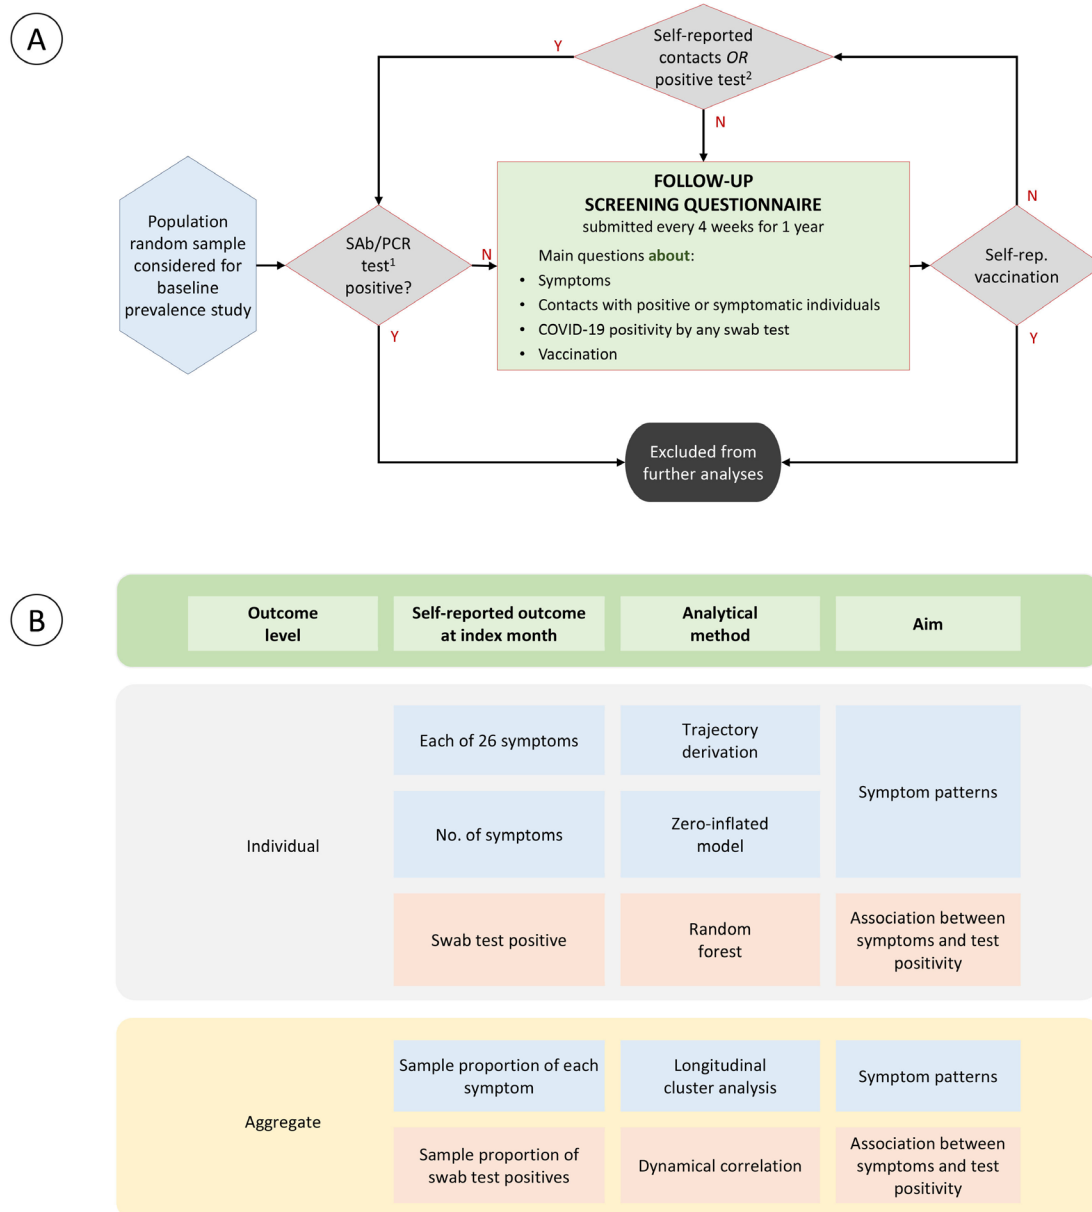 A
Self-reported
contacts OR
positive test²
Y
N
Population
random sample
considered for
baseline
prevalence study
SAb/PCR
test¹
positive?
N
Y
FOLLOW-UP
SCREENING QUESTIONNAIRE
submitted every 4 weeks for 1 year
Main questions about:
• Symptoms
• Contacts with positive or symptomatic individuals
• COVID-19 positivity by any swab test
• Vaccination
N
Self-rep.
vaccination
Y
Excluded from
further analyses
B
Outcome
level
Self-reported outcome
at index month
Analytical
method
Aim
Individual
Each of 26 symptoms
Trajectory
derivation
Symptom patterns
No. of symptoms
Zero-inflated
model
Swab test positive
Random
forest
Association between
symptoms and test
positivity
Aggregate
Sample proportion of each
symptom
Longitudinal
cluster analysis
Symptom patterns
Sample proportion of
swab test positives
Dynamical correlation
Association between
symptoms and test
positivity